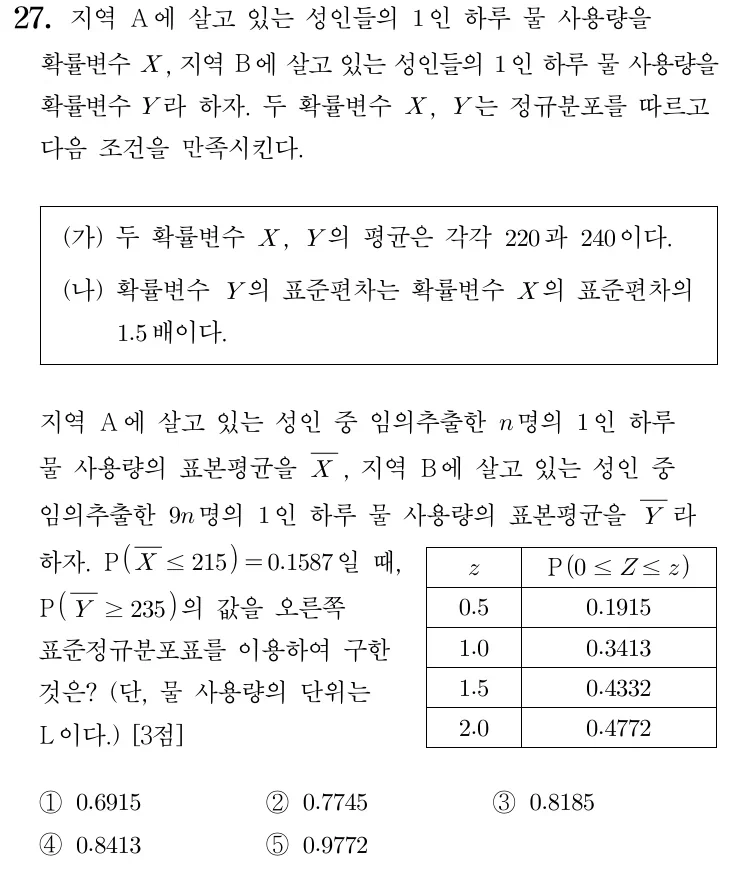 27. 지역 A에 살고 있는 성인들의 1인 하루 물 사용량을
확률변수 X, 지역 B에 살고 있는 성인들의 1인 하루 물 사용량을
확률변수 Y라 하자. 두 확률변수 X, Y는 정규분포를 따르고
다음 조건을 만족시킨다.
(가) 두 확률변수 X, Y의 평균은 각각 220과 240이다.
(나) 확률변수 Y의 표준편차는 확률변수 X의 표준편차의
1.5배이다.
지역 A에 살고 있는 성인 중 임의추출한 n명의 1인 하루
물 사용량의 표본평균을 X̅, 지역 B에 살고 있는 성인 중
임의추출한 9n명의 1인 하루 물 사용량의 표본평균을 Y̅라
하자. P(X̅ ≤ 215) = 0.1587일 때,
P(Y̅ ≥ 235)의 값을 오른쪽
표준정규분포표를 이용하여 구한
것은? (단, 물 사용량의 단위는
L이다.) [3점]
z P(0 ≤ Z ≤ z)
0.5 0.1915
1.0 0.3413
1.5 0.4332
2.0 0.4772
① 0.6915 ② 0.7745 ③ 0.8185
④ 0.8413 ⑤ 0.9772